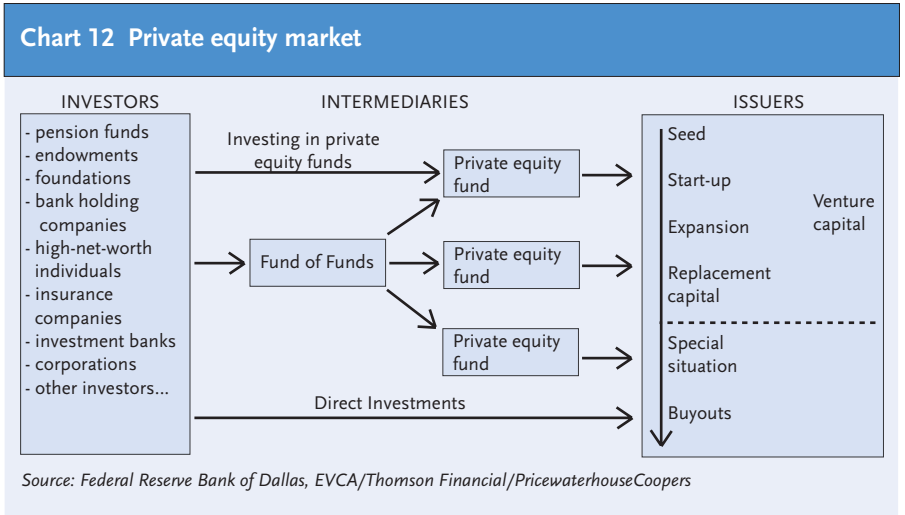 Chart 12 Private equity market
INVESTORS
- pension funds
- endowments
- foundations
- bank holding
companies
- high-net-worth
individuals
- insurance
companies
- investment banks
- corporations
- other investors...
INTERMEDIARIES
Investing in private
equity funds
Private equity
fund
Fund of Funds
Private equity
fund
Private equity
fund
Direct Investments
ISSUERS
Seed
Start-up
Expansion
Replacement
capital
Venture
capital
Special
situation
Buyouts
Source: Federal Reserve Bank of Dallas, EVCA/Thomson Financial/PricewaterhouseCoopers